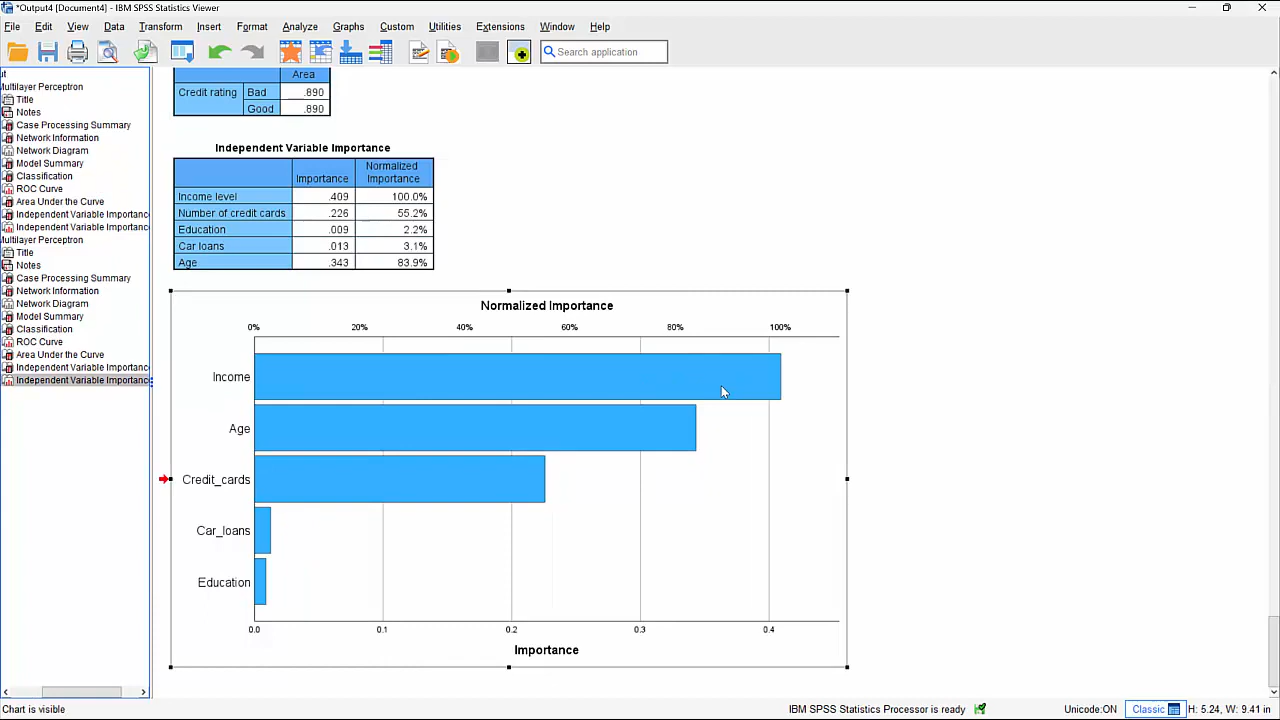 *Output4 [Document4] - IBM SPSS Statistics Viewer
File Edit View Data Transform Insert Format Analyze Graphs Custom Utilities Extensions Window Help
Search application
ut
Multilayer Perceptron
Title
Notes
Case Processing Summary
Network Information
Network Diagram
Model Summary
Classification
ROC Curve
Area Under the Curve
Independent Variable Importanc
Independent Variable Importanc
Multilayer Perceptron
Title
Notes
Case Processing Summary
Network Information
Network Diagram
Model Summary
Classification
ROC Curve
Area Under the Curve
Independent Variable Importanc
Independent Variable Importanc
Area
Credit rating Bad .890
Good .890
Independent Variable Importance
Importance Normalized Importance
Income level .409 100.0%
Number of credit cards .226 55.2%
Education .009 2.2%
Car loans .013 3.1%
Age .343 83.9%
Normalized Importance
0% 20% 40% 60% 80% 100%
Income
Age
Credit_cards
Car_loans
Education
0.0 0.1 0.2 0.3 0.4
Importance
Chart is visible
IBM SPSS Statistics Processor is ready
Unicode:ON Classic H: 5.24, W: 9.41 in